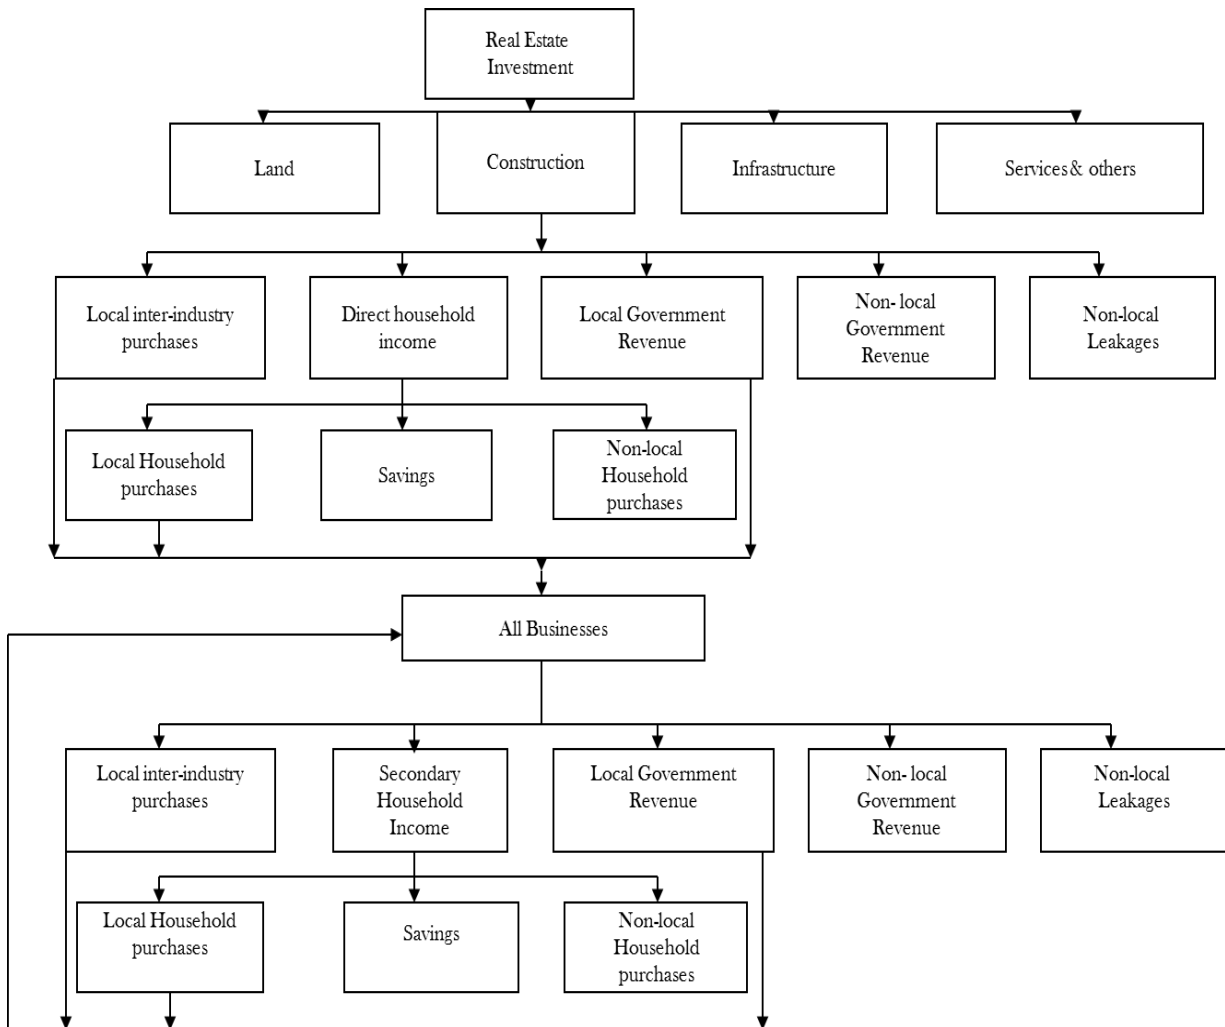 Real Estate
Investment
Land
Construction
Infrastructure
Services & others
Local inter-industry
purchases
Direct household
income
Local Government
Revenue
Non- local
Government
Revenue
Non-local
Leakages
Local Household
purchases
Savings
Non-local
Household
purchases
All Businesses
Local inter-industry
purchases
Secondary
Household
Income
Local Government
Revenue
Non- local
Government
Revenue
Non-local
Leakages
Local Household
purchases
Savings
Non-local
Household
purchases